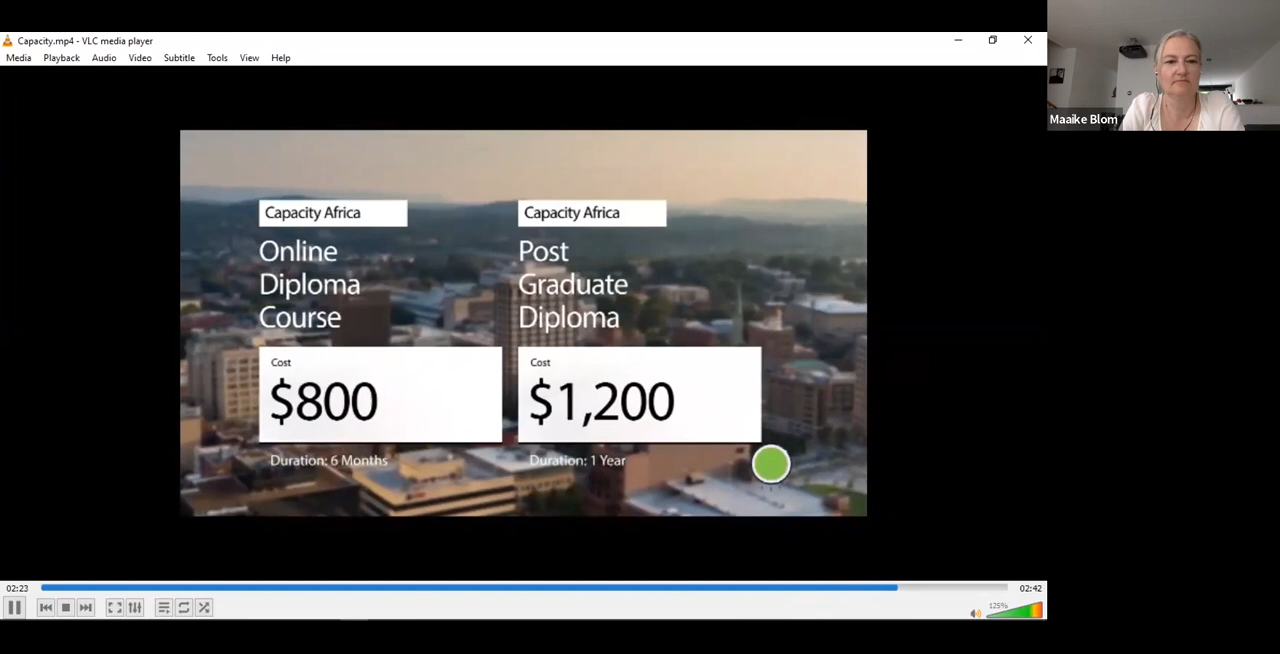 Capacity.mp4 - VLC media player
Media Playback Audio Video Subtitle Tools View Help
Maaike Blom
Capacity Africa
Online
Diploma
Course
Cost
$800
Duration: 6 Months
Capacity Africa
Post
Graduate
Diploma
Cost
$1,200
Duration: 1 Year
02:23
02:42
125%